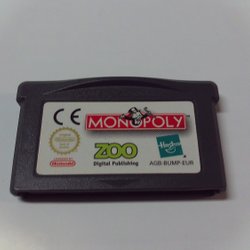 CE
MONOPOLY
ZOO
Digital Publishing
Hasbro
AGB-BUMP-EUR